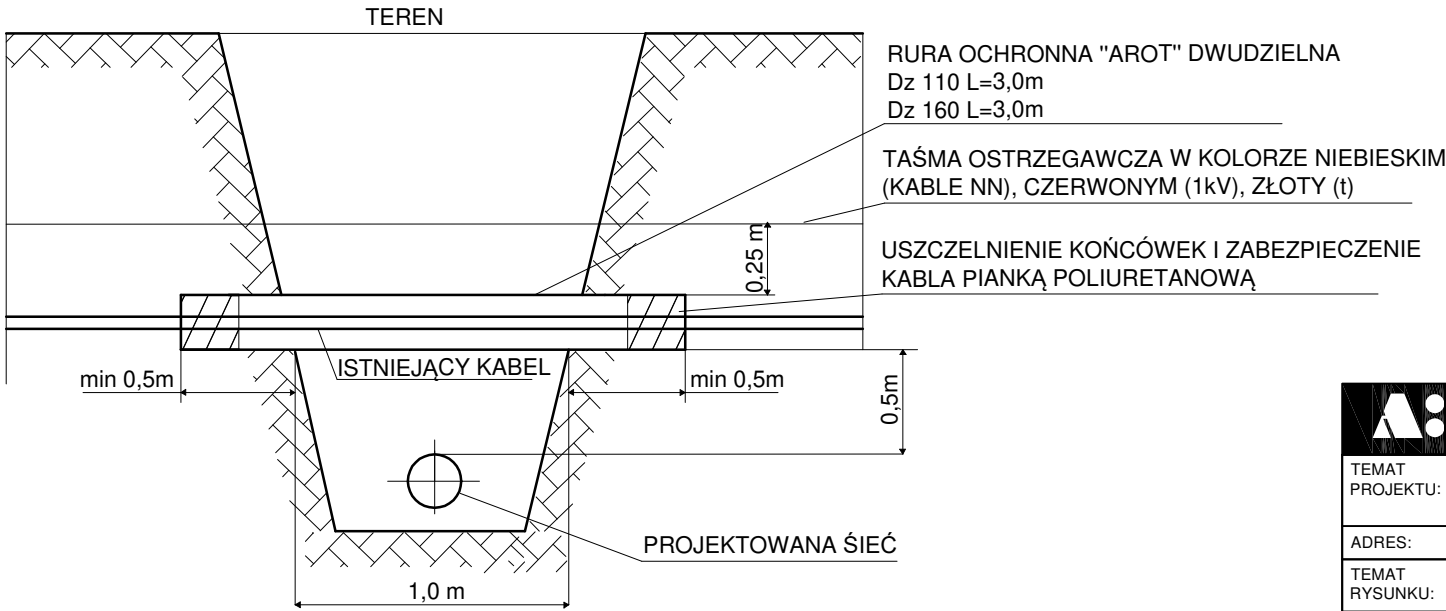 TEREN
RURA OCHRONNA "AROT" DWUDZIELNA
Dz 110 L=3,0m
Dz 160 L=3,0m
TAŚMA OSTRZEGAWCZA W KOLORZE NIEBIESKIM
(KABLE NN), CZERWONYM (1kV), ZŁOTY (t)
0,25 m
USZCZELNIENIE KOŃCÓWEK I ZABEZPIECZENIE
KABLA PIANKĄ POLIURETANOWĄ
ISTNIEJĄCY KABEL
min 0,5m
min 0,5m
0,5m
PROJEKTOWANA ŚIEĆ
1,0 m
A:
TEMAT
PROJEKTU:
ADRES:
TEMAT
RYSUNKU: